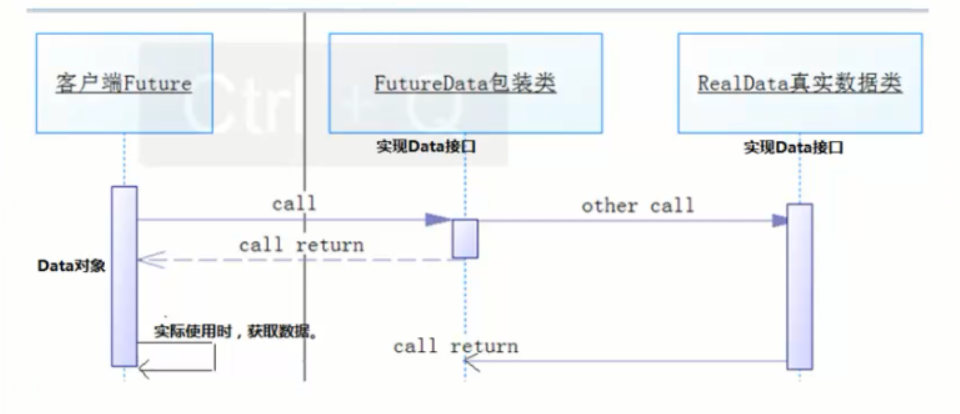 客户端Future
FutureData包装类
RealData真实数据类
Ctrl + Q
实现Data接口
实现Data接口
call
other call
call return
Data对象
实际使用时，获取数据。
call return